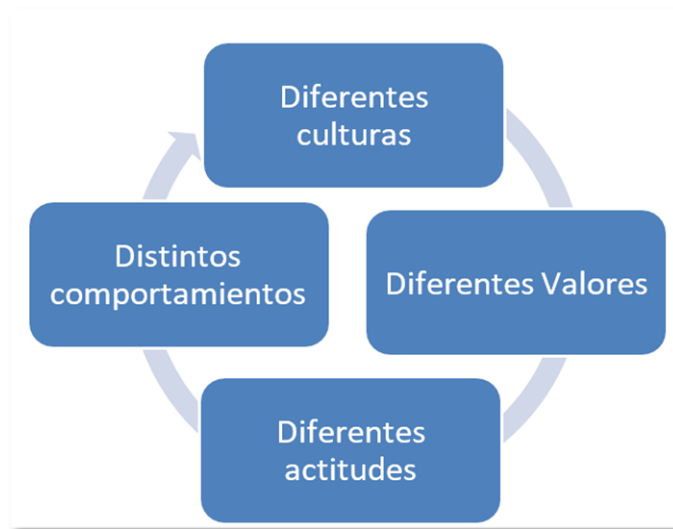 Diferentes
culturas
Diferentes Valores
Diferentes
actitudes
Distintos
comportamientos